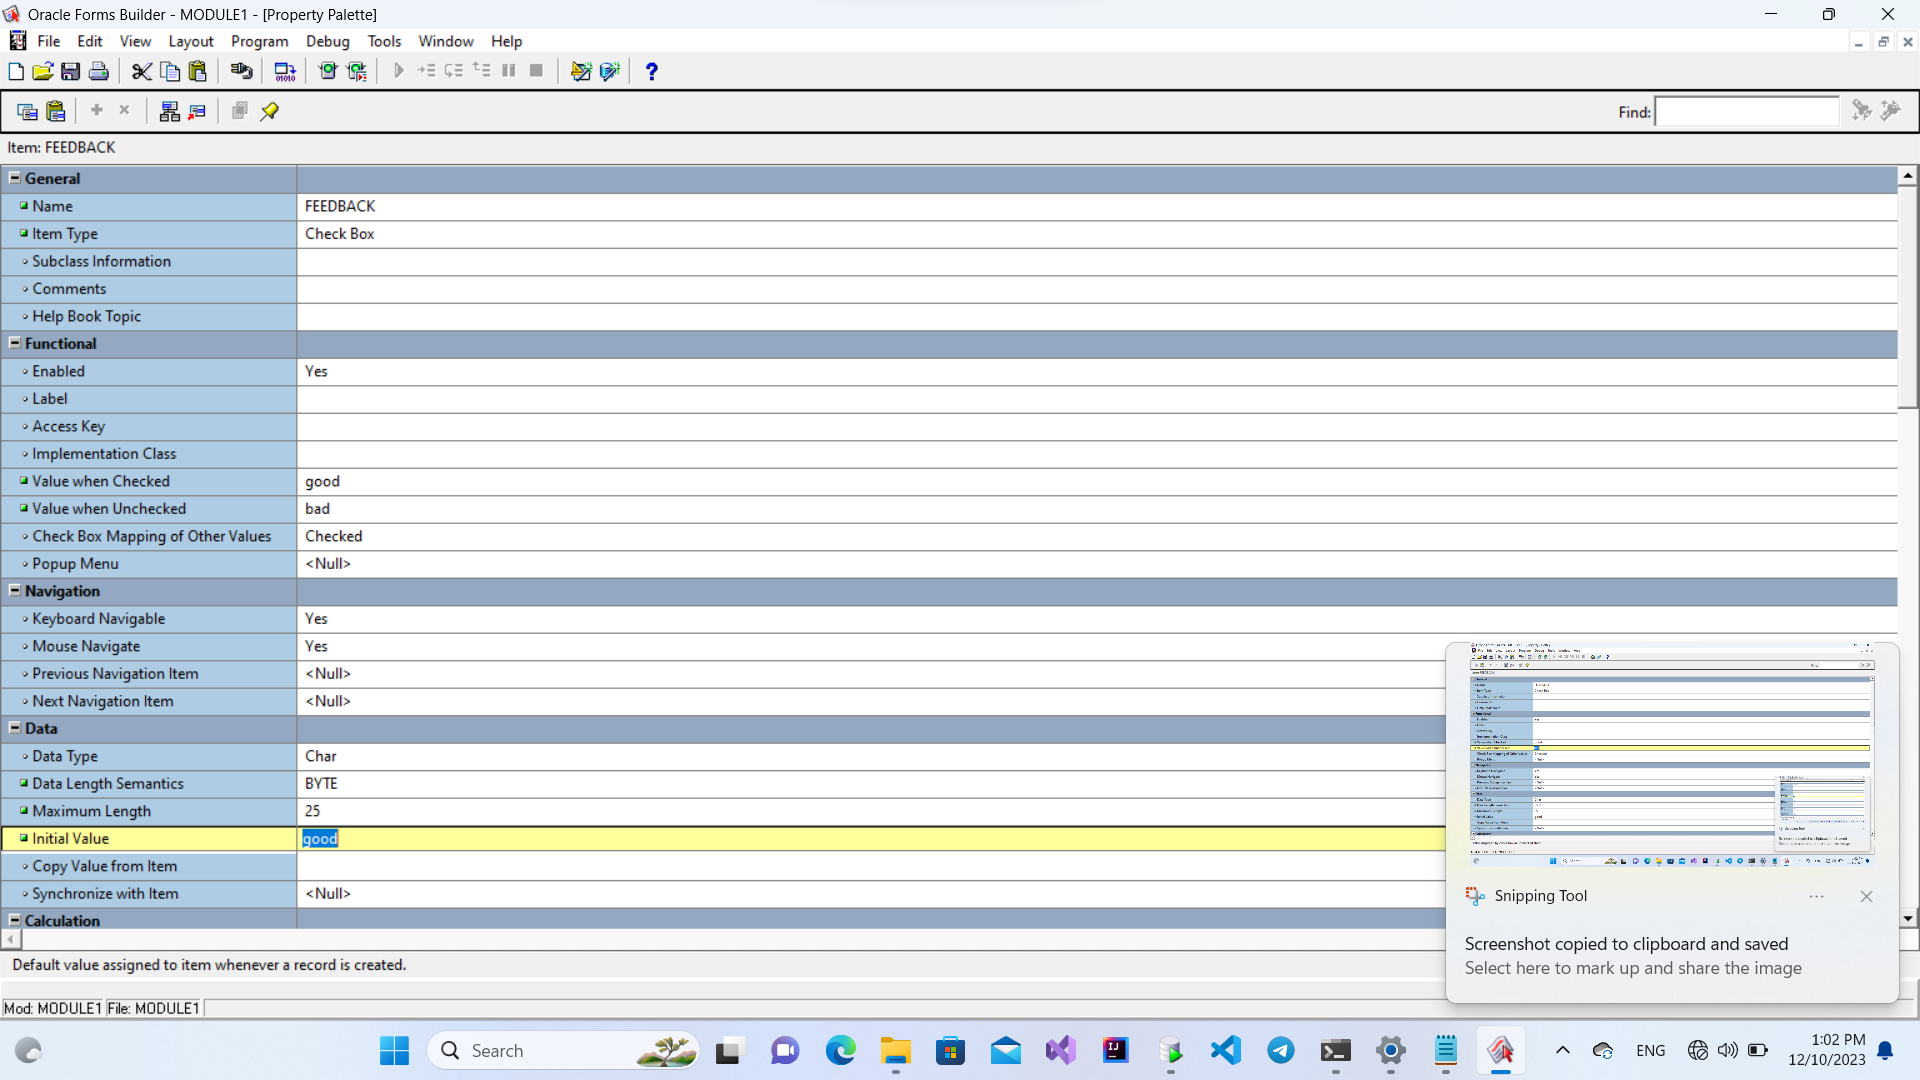 Oracle Forms Builder - MODULE1 - [Property Palette]
File Edit View Layout Program Debug Tools Window Help
Find:
Item: FEEDBACK
General
Name FEEDBACK
Item Type Check Box
Subclass Information
Comments
Help Book Topic
Functional
Enabled Yes
Label
Access Key
Implementation Class
Value when Checked good
Value when Unchecked bad
Check Box Mapping of Other Values Checked
Popup Menu <Null>
Navigation
Keyboard Navigable Yes
Mouse Navigate Yes
Previous Navigation Item <Null>
Next Navigation Item <Null>
Data
Data Type Char
Data Length Semantics BYTE
Maximum Length 25
Initial Value good
Copy Value from Item
Synchronize with Item <Null>
Calculation
Snipping Tool
Screenshot copied to clipboard and saved
Select here to mark up and share the image
Default value assigned to item whenever a record is created.
Mod: MODULE1 File: MODULE1
Search
ENG
1:02 PM
12/10/2023